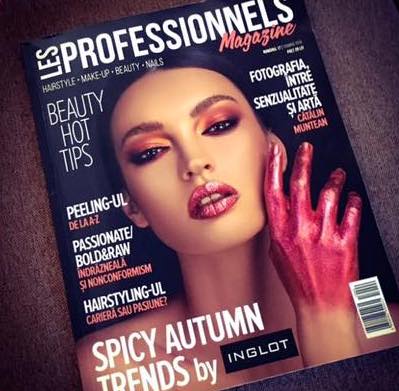 LES
PROFESSIONNELS
Magazine
HAIRSTYLE • MAKE-UP • BEAUTY • NAILS
BEAUTY
HOT
TIPS
FOTOGRAFIA,
ÎNTRE
SENZUALITATE
ȘI ARTĂ
CĂTĂLIN
MUNTEAN
PEELING-UL
DE LA A-Z
PASSIONATE/
BOLD&RAW
ÎNDRĂZNEALĂ
ȘI NONCONFORMISM
HAIRSTYLING-UL
CARIERĂ SAU PASIUNE?
SPICY AUTUMN
TRENDS by
INGLOT